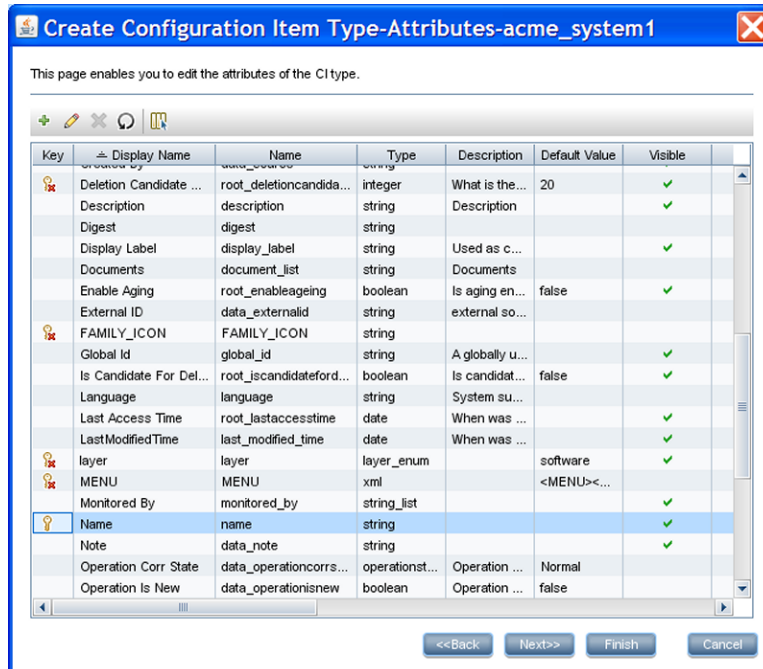 Create Configuration Item Type-Attributes-acme_system1
This page enables you to edit the attributes of the CI type.
Key Display Name Name Type Description Default Value Visible
Deletion Candidate ... root_deletioncandida... integer What is the... 20
Description description string Description
Digest digest string
Display Label display_label string Used as c...
Documents document_list string Documents
Enable Aging root_enableageing boolean Is aging en... false
External ID data_externalid string external so...
FAMILY_ICON FAMILY_ICON string
Global Id global_id string A globally u...
Is Candidate For Del... root_iscandidateford... boolean Is candidat... false
Language language string System su...
Last Access Time root_lastaccesstime date When was ...
LastModifiedTime last_modified_time date When was ...
layer layer layer_enum software
MENU MENU xml <MENU><...
Monitored By monitored_by string_list
Name name string
Note data_note string
Operation Corr State data_operationcorrs... operationst... Operation ... Normal
Operation Is New data_operationisnew boolean Operation ... false
<<Back Next>> Finish Cancel